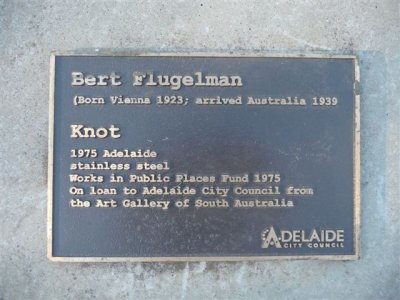 Bert Flugelman
(Born Vienna 1923; arrived Australia 1939
Knot
1975 Adelaide
stainless steel
Works in Public Places Fund 1975
On loan to Adelaide City Council from
the Art Gallery of South Australia
ADELAIDE
CITY COUNCIL